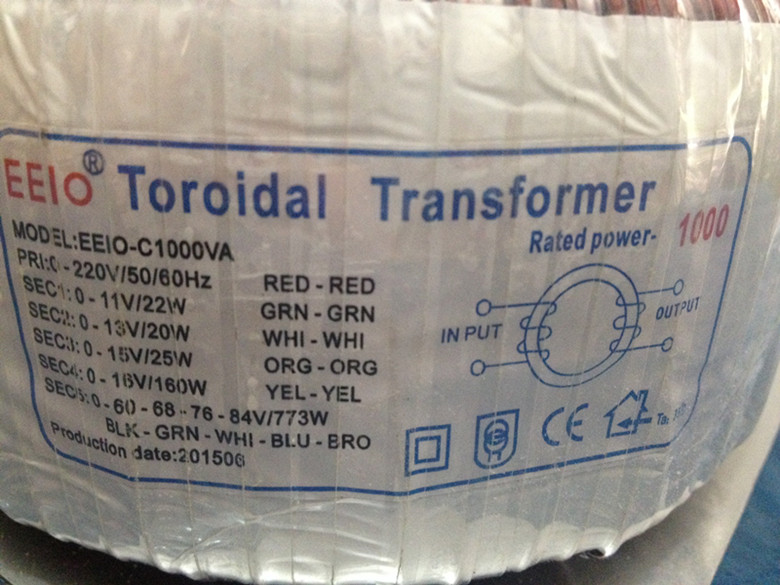 EEIO® Toroidal Transformer
Rated power- 1000
MODEL:EEIO-C1000VA
PRI:0-220V/50/60Hz RED-RED
SEC1:0-11V/22W GRN-GRN
SEC2:0-13V/20W WHI-WHI
SEC3:0-15V/25W ORG-ORG
SEC4:0-16V/160W YEL-YEL
SEC5:0-60-68-76-84V/773W
BLK-GRN-WHI-BLU-BRO
Production date:201506
IN PUT
OUTPUT
CE
Ta: